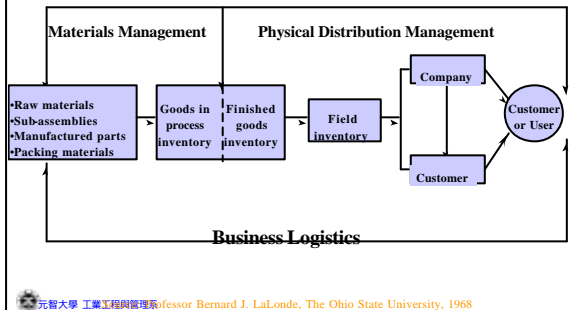 Materials Management
Physical Distribution Management
•Raw materials
•Sub-assemblies
•Manufactured parts
•Packing materials
Goods in
process
inventory
Finished
goods
inventory
Field
inventory
Company
Customer
Customer
or User
Business Logistics
元智大學 工業工程與管理系
Professor Bernard J. LaLonde, The Ohio State University, 1968